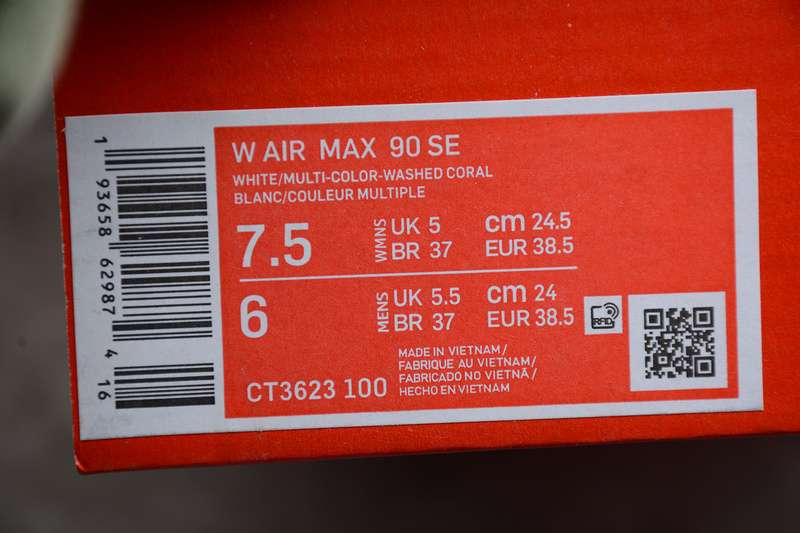 W AIR MAX 90 SE
WHITE/MULTI-COLOR-WASHED CORAL
BLANC/COULEUR MULTIPLE
7.5
WMNS
UK 5
cm 24.5
BR 37
EUR 38.5
6
MENS
UK 5.5
cm 24
BR 37
EUR 38.5
RAD
CT3623 100
MADE IN VIETNAM/
FABRIQUE AU VIETNAM/
FABRICADO NO VIETNÃ/
HECHO EN VIETNAM
1 93658 62987 4 16